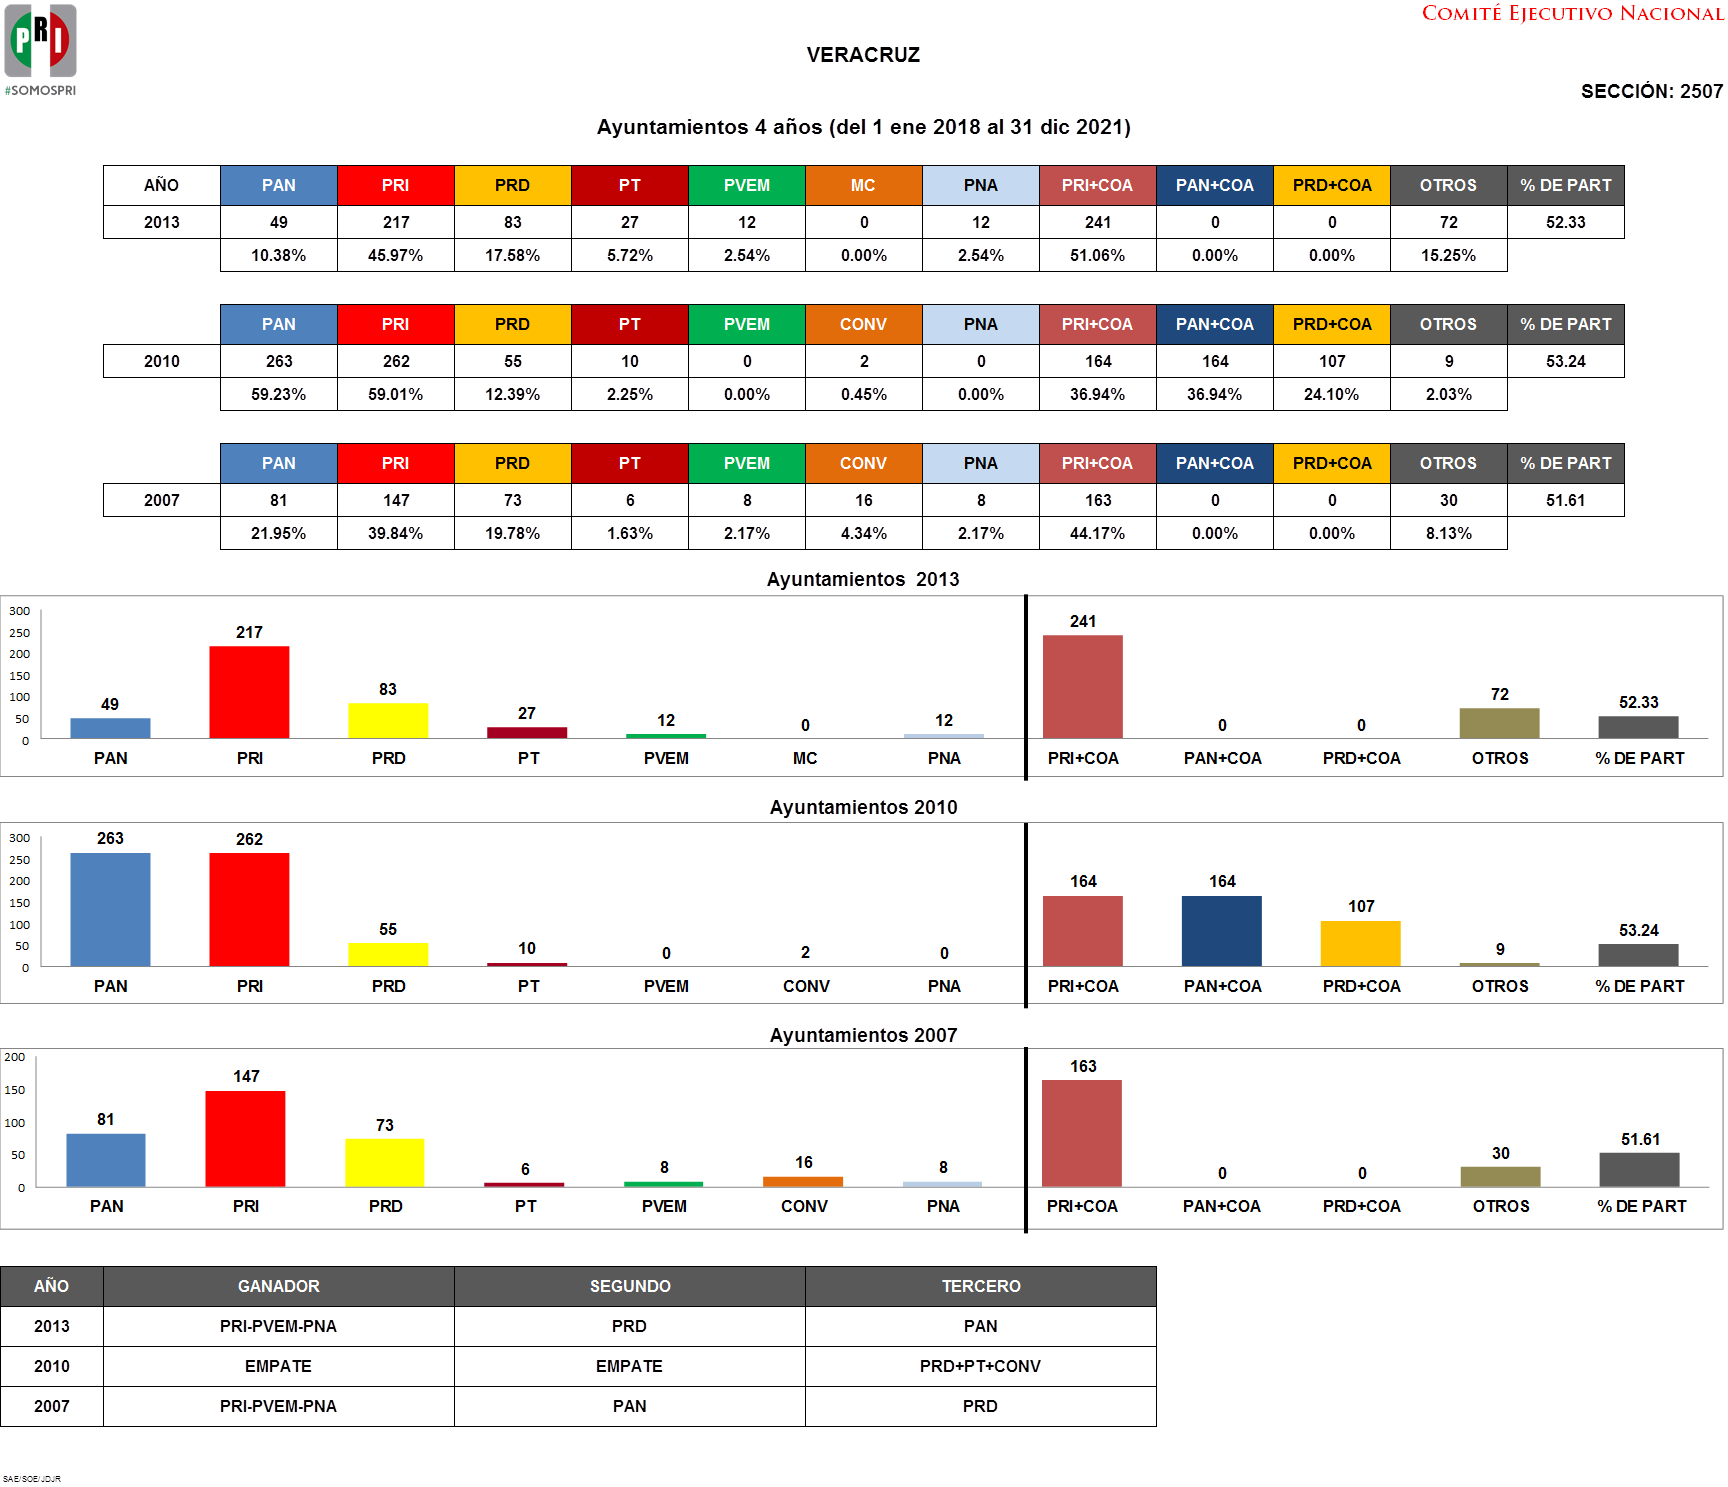 COMITÉ EJECUTIVO NACIONAL
PRI
#SOMOSPRI
VERACRUZ
SECCIÓN: 2507
Ayuntamientos 4 años (del 1 ene 2018 al 31 dic 2021)
AÑO PAN PRI PRD PT PVEM MC PNA PRI+COA PAN+COA PRD+COA OTROS % DE PART
2013 49 217 83 27 12 0 12 241 0 0 72 52.33
10.38% 45.97% 17.58% 5.72% 2.54% 0.00% 2.54% 51.06% 0.00% 0.00% 15.25%
PAN PRI PRD PT PVEM CONV PNA PRI+COA PAN+COA PRD+COA OTROS % DE PART
2010 263 262 55 10 0 2 0 164 164 107 9 53.24
59.23% 59.01% 12.39% 2.25% 0.00% 0.45% 0.00% 36.94% 36.94% 24.10% 2.03%
PAN PRI PRD PT PVEM CONV PNA PRI+COA PAN+COA PRD+COA OTROS % DE PART
2007 81 147 73 6 8 16 8 163 0 0 30 51.61
21.95% 39.84% 19.78% 1.63% 2.17% 4.34% 2.17% 44.17% 0.00% 0.00% 8.13%
Ayuntamientos 2013
300
250
200
150
100
50
0
49 217 83 27 12 0 12 241 0 0 72 52.33
PAN PRI PRD PT PVEM MC PNA PRI+COA PAN+COA PRD+COA OTROS % DE PART
Ayuntamientos 2010
300
250
200
150
100
50
0
263 262 55 10 0 2 0 164 164 107 9 53.24
PAN PRI PRD PT PVEM CONV PNA PRI+COA PAN+COA PRD+COA OTROS % DE PART
Ayuntamientos 2007
200
150
100
50
0
81 147 73 6 8 16 8 163 0 0 30 51.61
PAN PRI PRD PT PVEM CONV PNA PRI+COA PAN+COA PRD+COA OTROS % DE PART
AÑO GANADOR SEGUNDO TERCERO
2013 PRI-PVEM-PNA PRD PAN
2010 EMPATE EMPATE PRD+PT+CONV
2007 PRI-PVEM-PNA PAN PRD
SAE/SOE/JDJR